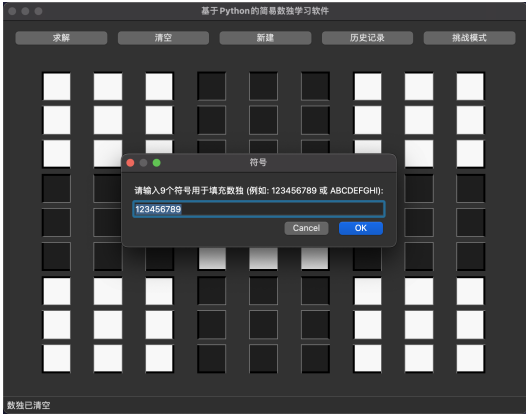 基于Python的简易数独学习软件
求解 清空 新建 历史记录 挑战模式
符号
请输入9个符号用于填充数独 (例如: 123456789 或 ABCDEFGHI):
123456789
Cancel OK
数独已清空